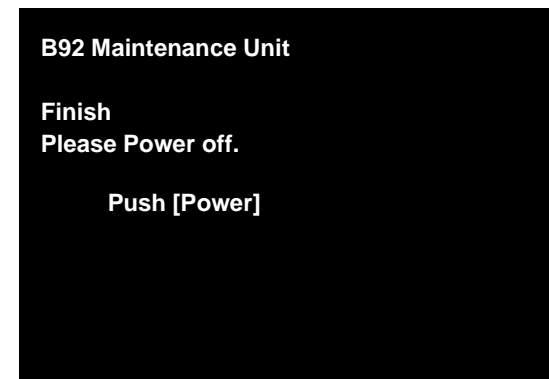 B92 Maintenance Unit
Finish
Please Power off.
Push [Power]